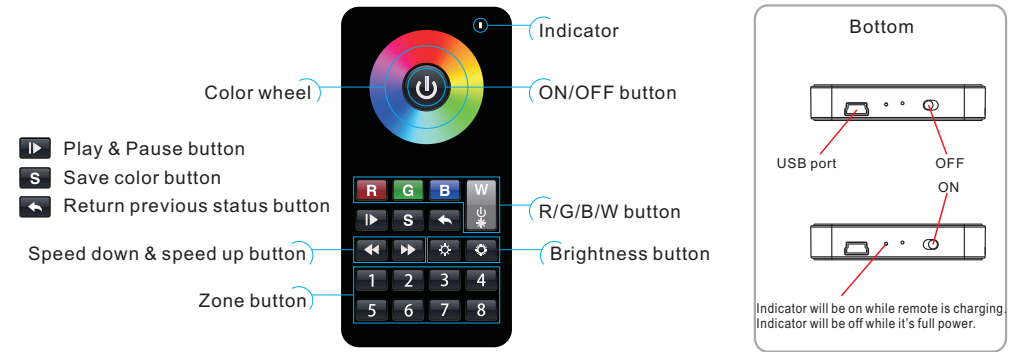 Indicator
Color wheel
ON/OFF button
Play & Pause button
S Save color button
Return previous status button
R G B W
R/G/B/W button
S
Speed down & speed up button
Brightness button
Zone button
1 2 3 4
5 6 7 8
Bottom
USB port
OFF
ON
Indicator will be on while remote is charging.
Indicator will be off while it's full power.